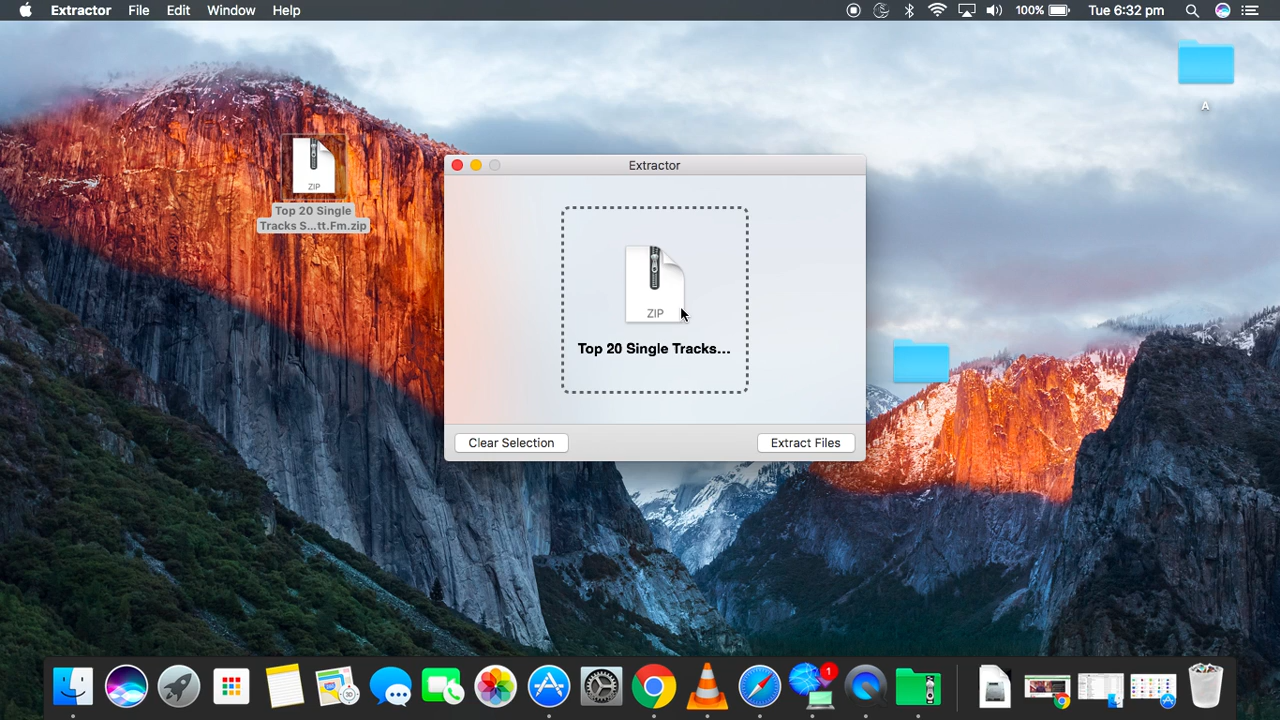 Extractor File Edit Window Help 100% Tue 6:32 pm
A
ZIP
Top 20 Single
Tracks S...tt.Fm.zip
Extractor
ZIP
Top 20 Single Tracks...
Clear Selection Extract Files
1